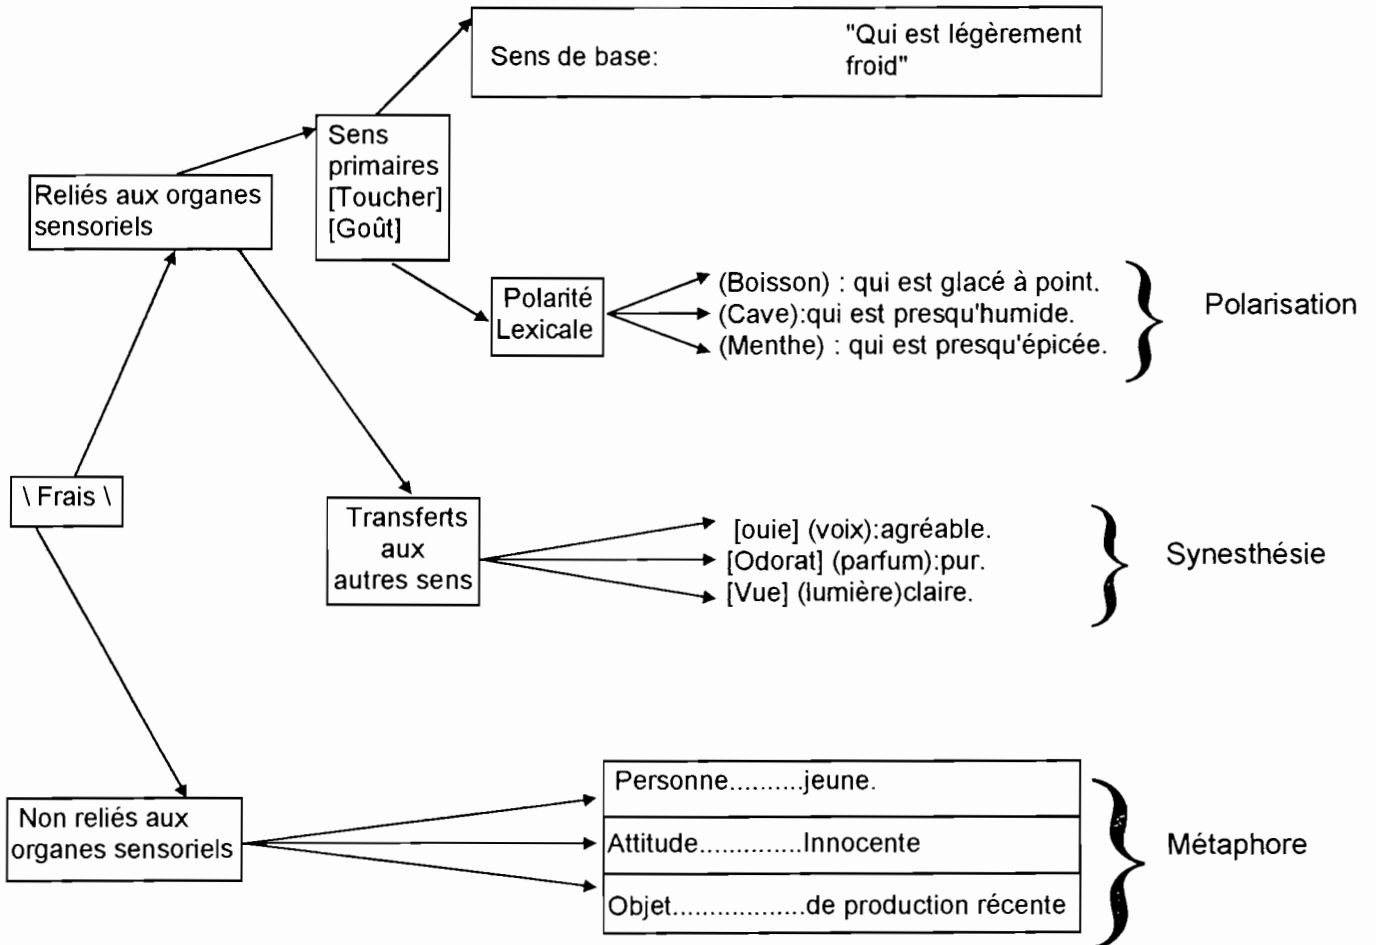 Sens de base:
"Qui est légèrement
froid"
Sens
primaires
[Toucher]
[Goût]
Reliés aux organes
sensoriels
Polarité
Lexicale
(Boisson) : qui est glacé à point.
(Cave):qui est presqu'humide.
(Menthe) : qui est presqu'épicée.
Polarisation
\ Frais \
Transferts
aux
autres sens
[ouie] (voix):agréable.
[Odorat] (parfum):pur.
[Vue] (lumière)claire.
Synesthésie
Non reliés aux
organes sensoriels
Personne.........jeune.
Attitude.............Innocente
Objet..................de production récente
Métaphore